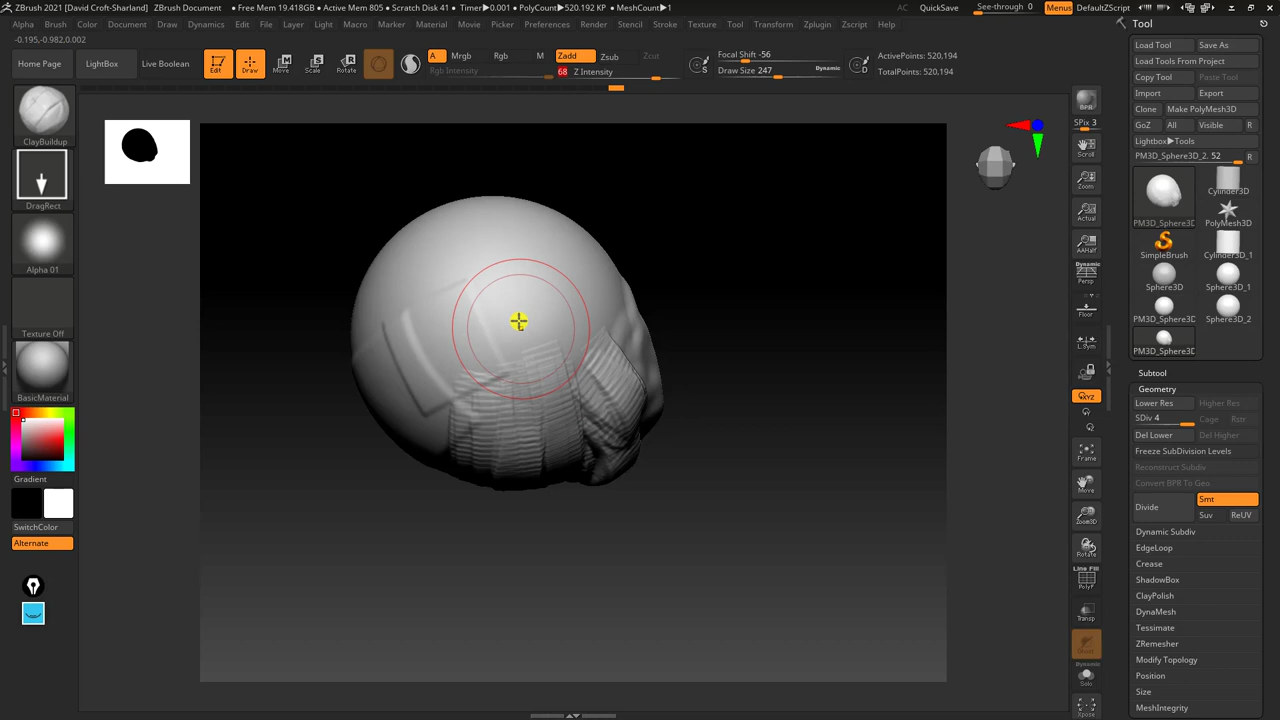 ZBrush 2021 [David Croft-Sharland] ZBrush Document • Free Mem 19.418GB • Active Mem 805 • Scratch Disk 41 • Timer▶0.001 • PolyCount▶520.192 KP • MeshCount▶1 AC QuickSave See-through 0 Menus DefaultZScript
Alpha Brush Color Document Draw Dynamics Edit File Layer Light Macro Marker Material Movie Picker Preferences Render Stencil Stroke Texture Tool Transform Zplugin Zscript Help
-0.195,-0.982,0.002
Home Page LightBox Live Boolean Edit Draw Move Scale Rotate
A Mrgb Rgb M Zadd Zsub Zcut
Rgb Intensity 68 Z Intensity
Focal Shift -56
Draw Size 247 Dynamic
S D
ActivePoints: 520,194
TotalPoints: 520,194
ClayBuildup
DragRect
Alpha 01
Texture Off
BasicMaterial
Gradient
SwitchColor
Alternate
BPR
SPix 3
Scroll
Zoom
Actual
AAHalf
Dynamic
Persp
Floor
L.Sym
XYZ
Frame
Move
Zoom3D
Rotate
Line Fill
PolyF
Transp
Ghost
Dynamic
Solo
Xpose
Tool
Load Tool Save As
Load Tools From Project
Copy Tool Paste Tool
Import Export
Clone Make PolyMesh3D
GoZ All Visible R
Lightbox▶Tools
PM3D_Sphere3D_2. 52 R
PM3D_Sphere3D Cylinder3D
PolyMesh3D
SimpleBrush Cylinder3D_1
Sphere3D Sphere3D_1
PM3D_Sphere3D Sphere3D_2
PM3D_Sphere3D
Subtool
Geometry
Lower Res Higher Res
SDiv 4 Cage Rstr
Del Lower Del Higher
Freeze SubDivision Levels
Reconstruct Subdiv
Convert BPR To Geo
Divide Smt
Suv ReUV
Dynamic Subdiv
EdgeLoop
Crease
ShadowBox
ClayPolish
DynaMesh
Tessimate
ZRemesher
Modify Topology
Position
Size
MeshIntegrity